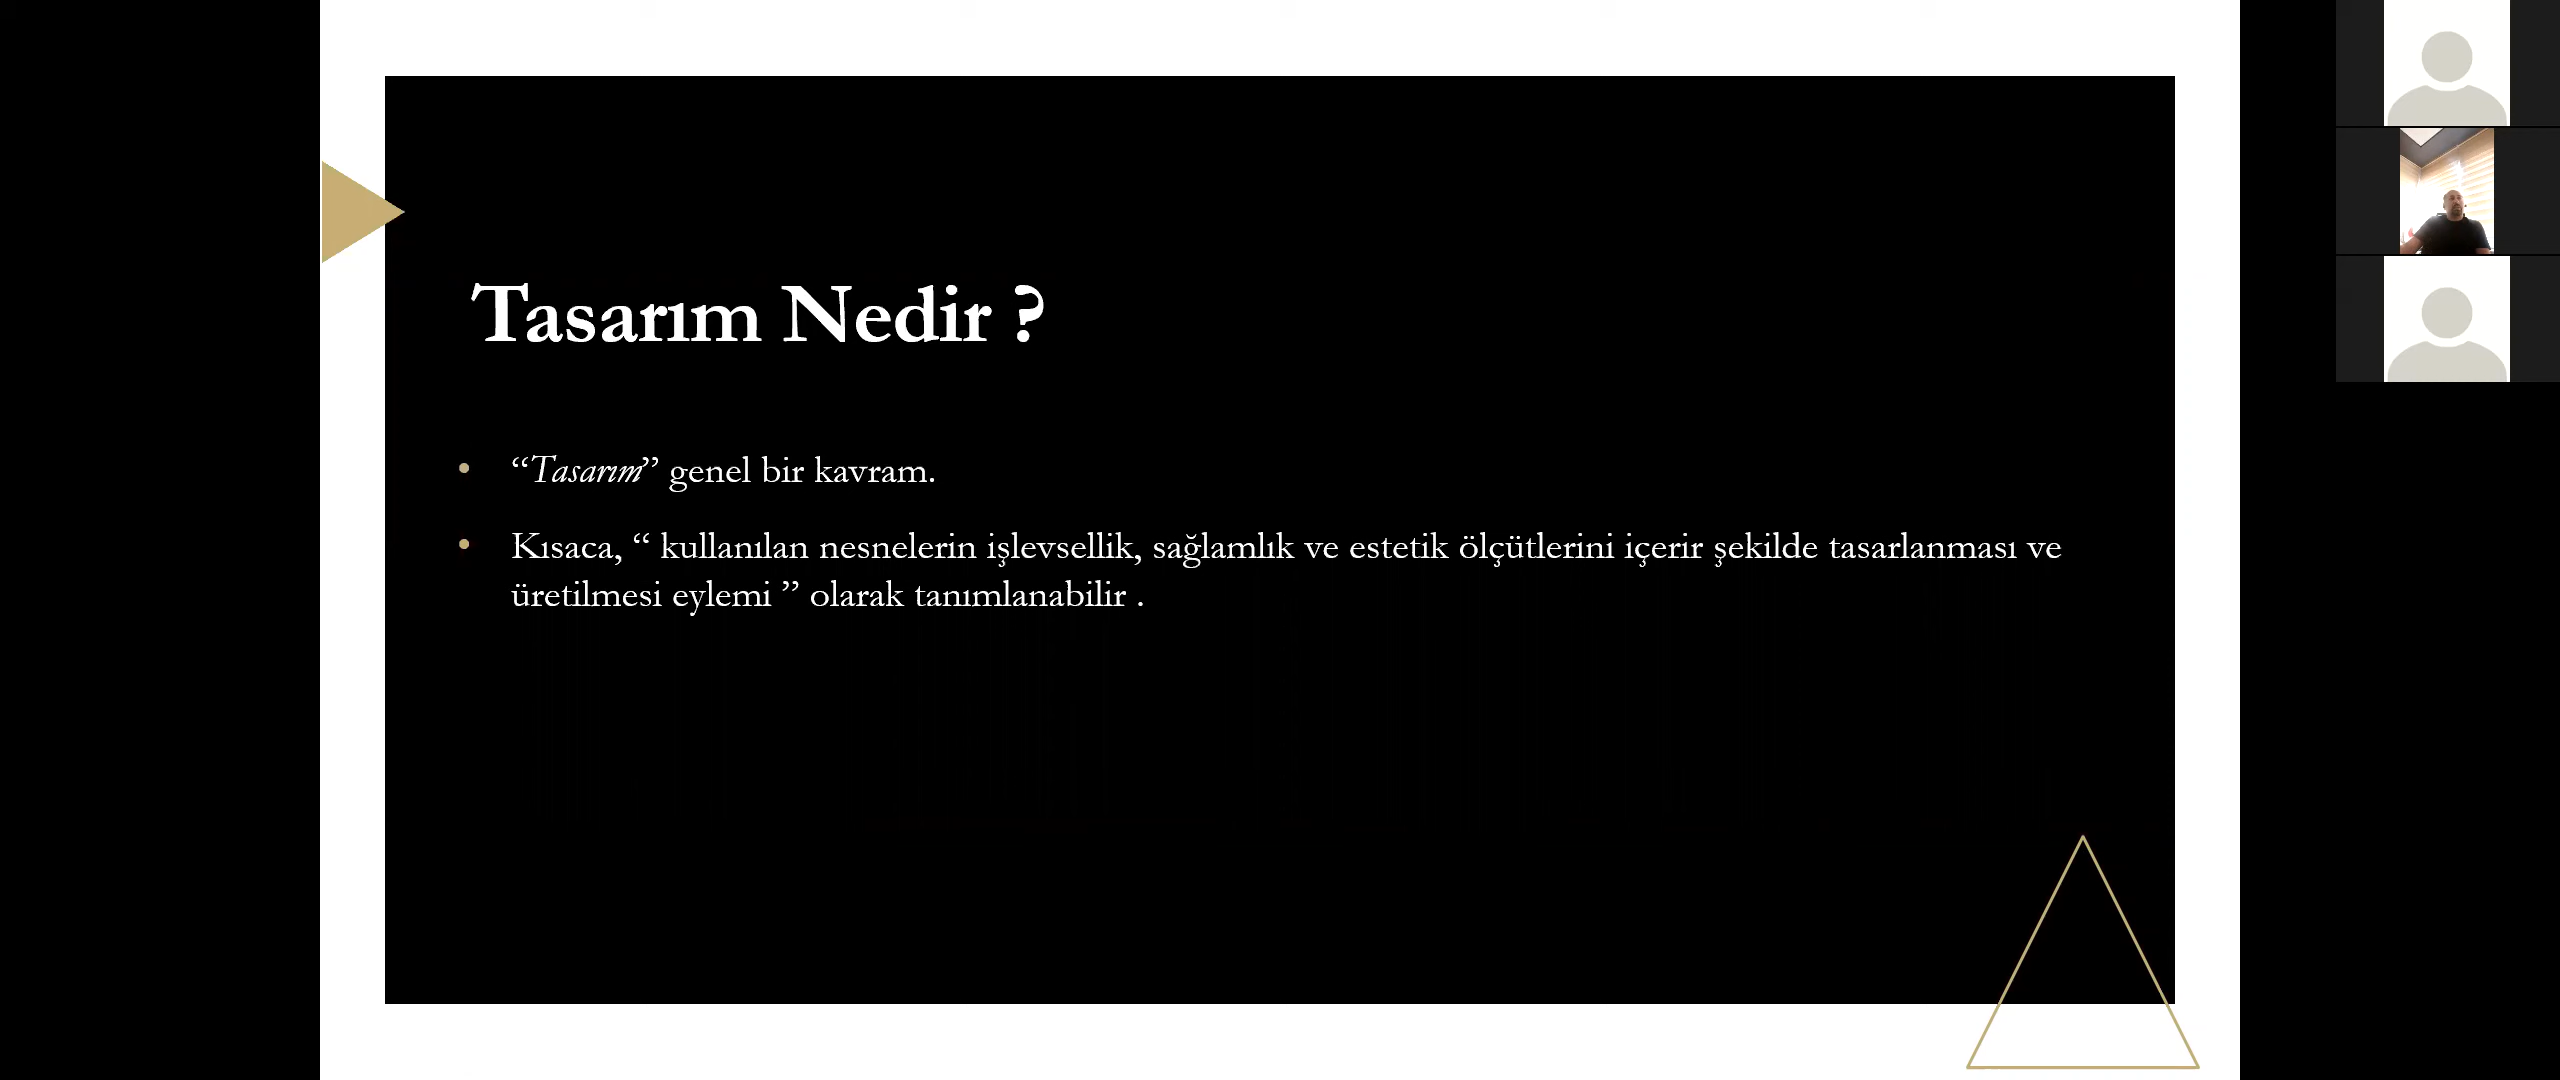 Tasarım Nedir ?
• “Tasarım” genel bir kavram.
• Kısaca, “ kullanılan nesnelerin işlevsellik, sağlamlık ve estetik ölçütlerini içerir şekilde tasarlanması ve
üretilmesi eylemi ” olarak tanımlanabilir .